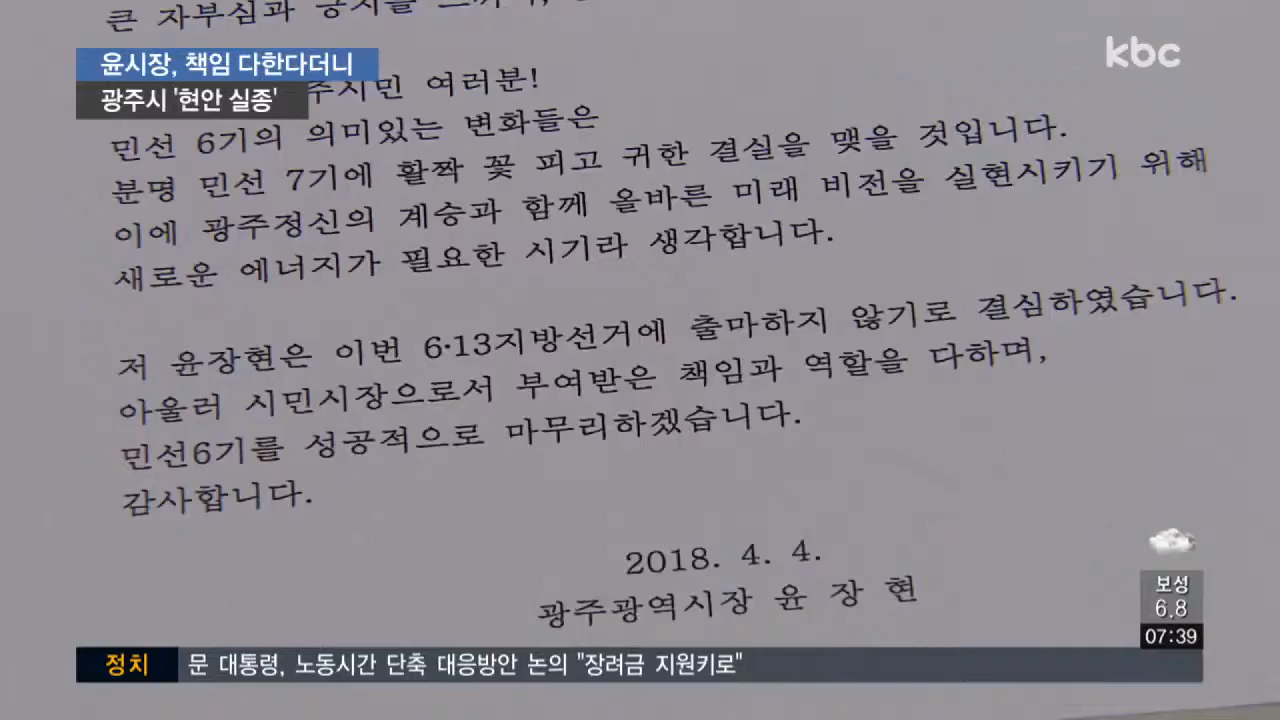 큰 자부심과
kbc
윤시장, 책임 다한다더니
광주시 '현안 실종'
주시민 여러분!
민선 6기의 의미있는 변화들은
분명 민선 7기에 활짝 꽃 피고 귀한 결실을 맺을 것입니다.
이에 광주정신의 계승과 함께 올바른 미래 비전을 실현시키기 위해
새로운 에너지가 필요한 시기라 생각합니다.
저 윤장현은 이번 6·13지방선거에 출마하지 않기로 결심하였습니다.
아울러 시민시장으로서 부여받은 책임과 역할을 다하며,
민선6기를 성공적으로 마무리하겠습니다.
감사합니다.
2018. 4. 4.
광주광역시장 윤 장 현
보성
6.8
07:39
정치 문 대통령, 노동시간 단축 대응방안 논의 "장려금 지원키로"